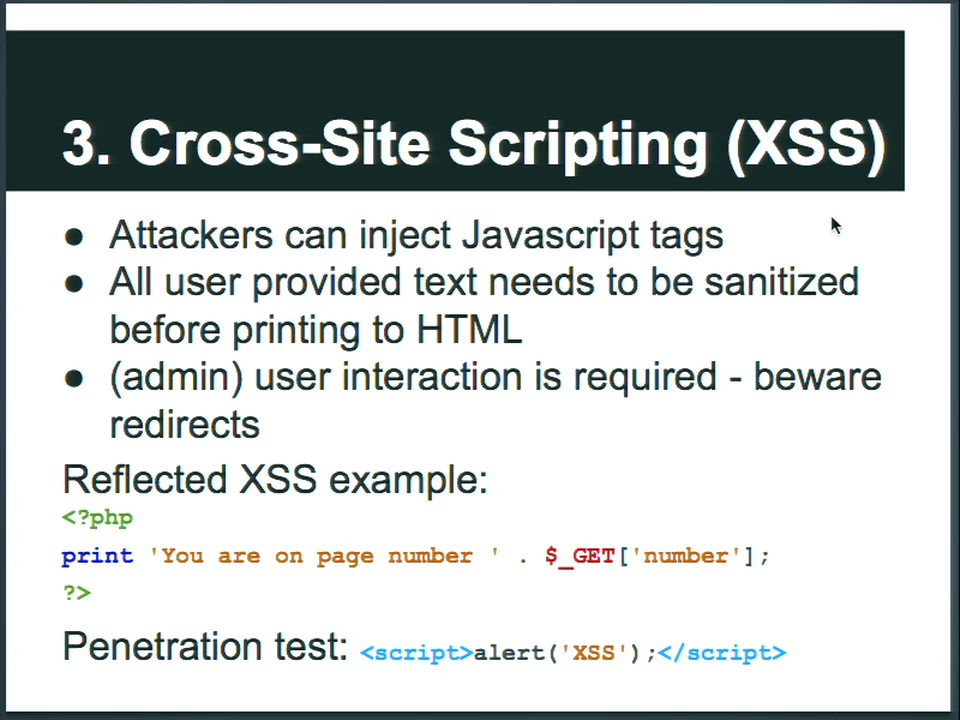 3. Cross-Site Scripting (XSS)
● Attackers can inject Javascript tags
● All user provided text needs to be sanitized
before printing to HTML
● (admin) user interaction is required - beware
redirects
Reflected XSS example:
<?php
print 'You are on page number ' . $_GET['number'];
?>
Penetration test: <script>alert('XSS');</script>